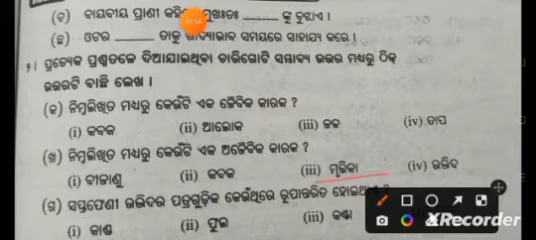 (ଚ) ବାୟବୀୟ ପ୍ରାଣୀ କହିଲେ ମୁଖ୍ୟତଃ ______ ଙ୍କୁ ବୁଝାଏ ।
(ଛ) ଓଟର ______ ତାକୁ ଖାଦ୍ୟାଭାବ ସମୟରେ ସାହାଯ୍ୟ କରେ ।
୨। ପ୍ରତ୍ୟେକ ପ୍ରଶ୍ନତଳେ ଦିଆଯାଇଥିବା ଚାରିଗୋଟି ସମ୍ଭାବ୍ୟ ଉତ୍ତର ମଧ୍ୟରୁ ଠିକ୍
ଉତ୍ତରଟି ବାଛି ଲେଖ ।
(କ) ନିମ୍ନଲିଖିତ ମଧ୍ୟରୁ କେଉଁଟି ଏକ ଜୈବିକ କାରକ ?
(i) କବକ (ii) ଆଲୋକ (iii) ଜଳ (iv) ତାପ
(ଖ) ନିମ୍ନଲିଖିତ ମଧ୍ୟରୁ କେଉଁଟି ଏକ ଅଜୈବିକ କାରକ ?
(i) ବୀଜାଣୁ (ii) କବକ (iii) ମୃତ୍ତିକା (iv) ଉଦ୍ଭିଦ
(ଗ) ସପ୍ତଫେଣୀ ଉଦ୍ଭିଦର ପତ୍ରଗୁଡ଼ିକ କେଉଁଥିରେ ରୂପାନ୍ତରିତ ହୋଇଥାଏ ?
(i) କାଣ୍ଡ (ii) ଫୁଲ (iii) କଣ୍ଟା
XRecorder